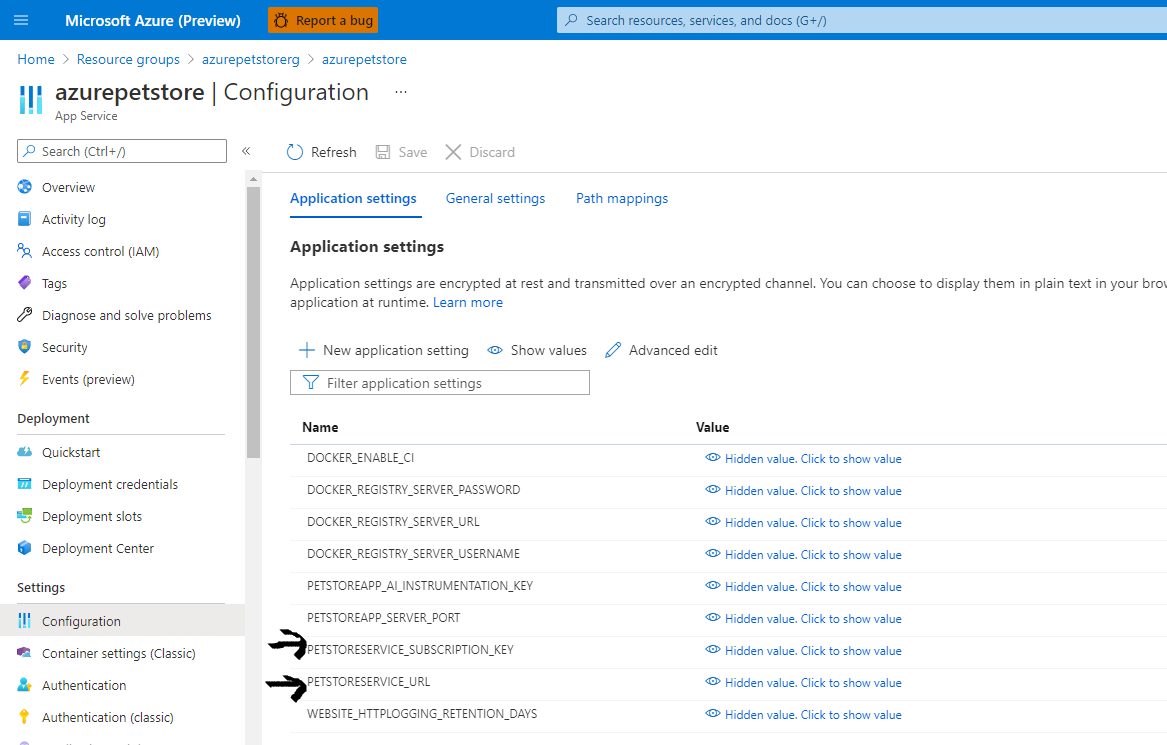 Microsoft Azure (Preview) Report a bug Search resources, services, and docs (G+/)
Home > Resource groups > azurepetstorerg > azurepetstore
azurepetstore | Configuration ...
App Service
Search (Ctrl+/) «
Refresh Save Discard
Overview
Activity log
Access control (IAM)
Tags
Diagnose and solve problems
Security
Events (preview)
Deployment
Quickstart
Deployment credentials
Deployment slots
Deployment Center
Settings
Configuration
Container settings (Classic)
Authentication
Authentication (classic)
Application settings General settings Path mappings
Application settings
Application settings are encrypted at rest and transmitted over an encrypted channel. You can choose to display them in plain text in your
application at runtime. Learn more
New application setting Show values Advanced edit
Filter application settings
Name Value
DOCKER_ENABLE_CI Hidden value. Click to show value
DOCKER_REGISTRY_SERVER_PASSWORD Hidden value. Click to show value
DOCKER_REGISTRY_SERVER_URL Hidden value. Click to show value
DOCKER_REGISTRY_SERVER_USERNAME Hidden value. Click to show value
PETSTOREAPP_AI_INSTRUMENTATION_KEY Hidden value. Click to show value
PETSTOREAPP_SERVER_PORT Hidden value. Click to show value
PETSTORESERVICE_SUBSCRIPTION_KEY Hidden value. Click to show value
PETSTORESERVICE_URL Hidden value. Click to show value
WEBSITE_HTTPLOGGING_RETENTION_DAYS Hidden value. Click to show value